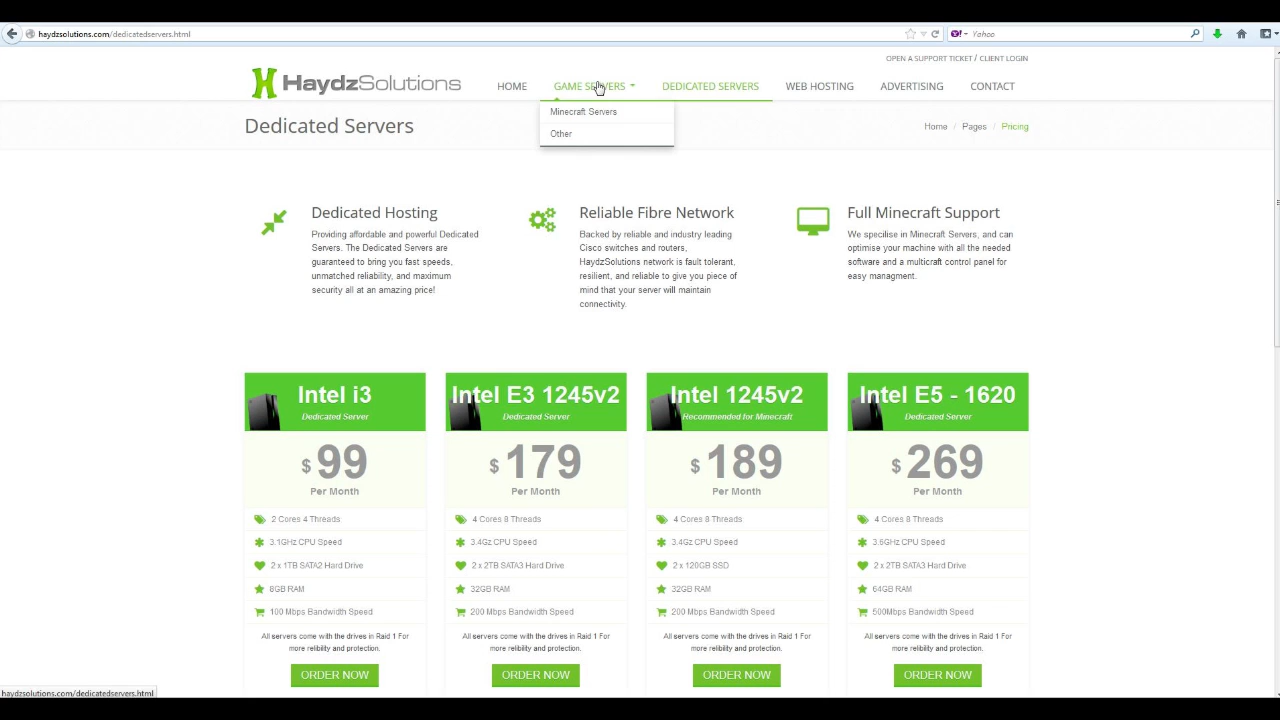 haydzsolutions.com/dedicatedservers.html
Yahoo
OPEN A SUPPORT TICKET / CLIENT LOGIN
HaydzSolutions
HOME
GAME SERVERS
DEDICATED SERVERS
WEB HOSTING
ADVERTISING
CONTACT
Minecraft Servers
Other
Dedicated Servers
Home / Pages / Pricing
Dedicated Hosting
Providing affordable and powerful Dedicated
Servers. The Dedicated Servers are
guaranteed to bring you fast speeds,
unmatched reliability, and maximum
security all at an amazing price!
Reliable Fibre Network
Backed by reliable and industry leading
Cisco switches and routers,
HaydzSolutions network is fault tolerant,
resilient, and reliable to give you piece of
mind that your server will maintain
connectivity.
Full Minecraft Support
We specilise in Minecraft Servers, and can
optimise your machine with all the needed
software and a multicraft control panel for
easy managment.
Intel i3
Dedicated Server
$ 99
Per Month
2 Cores 4 Threads
3.1GHz CPU Speed
2 x 1TB SATA2 Hard Drive
8GB RAM
100 Mbps Bandwidth Speed
All servers come with the drives in Raid 1 For
more relibility and protection.
ORDER NOW
Intel E3 1245v2
Dedicated Server
$ 179
Per Month
4 Cores 8 Threads
3.4Gz CPU Speed
2 x 2TB SATA3 Hard Drive
32GB RAM
200 Mbps Bandwidth Speed
All servers come with the drives in Raid 1 For
more relibility and protection.
ORDER NOW
Intel 1245v2
Recommended for Minecraft
$ 189
Per Month
4 Cores 8 Threads
3.4Gz CPU Speed
2 x 120GB SSD
32GB RAM
200 Mbps Bandwidth Speed
All servers come with the drives in Raid 1 For
more relibility and protection.
ORDER NOW
Intel E5 - 1620
Dedicated Server
$ 269
Per Month
4 Cores 8 Threads
3.6GHz CPU Speed
2 x 2TB SATA3 Hard Drive
64GB RAM
500Mbps Bandwidth Speed
All servers come with the drives in Raid 1 For
more relibility and protection.
ORDER NOW
haydzsolutions.com/dedicatedservers.html